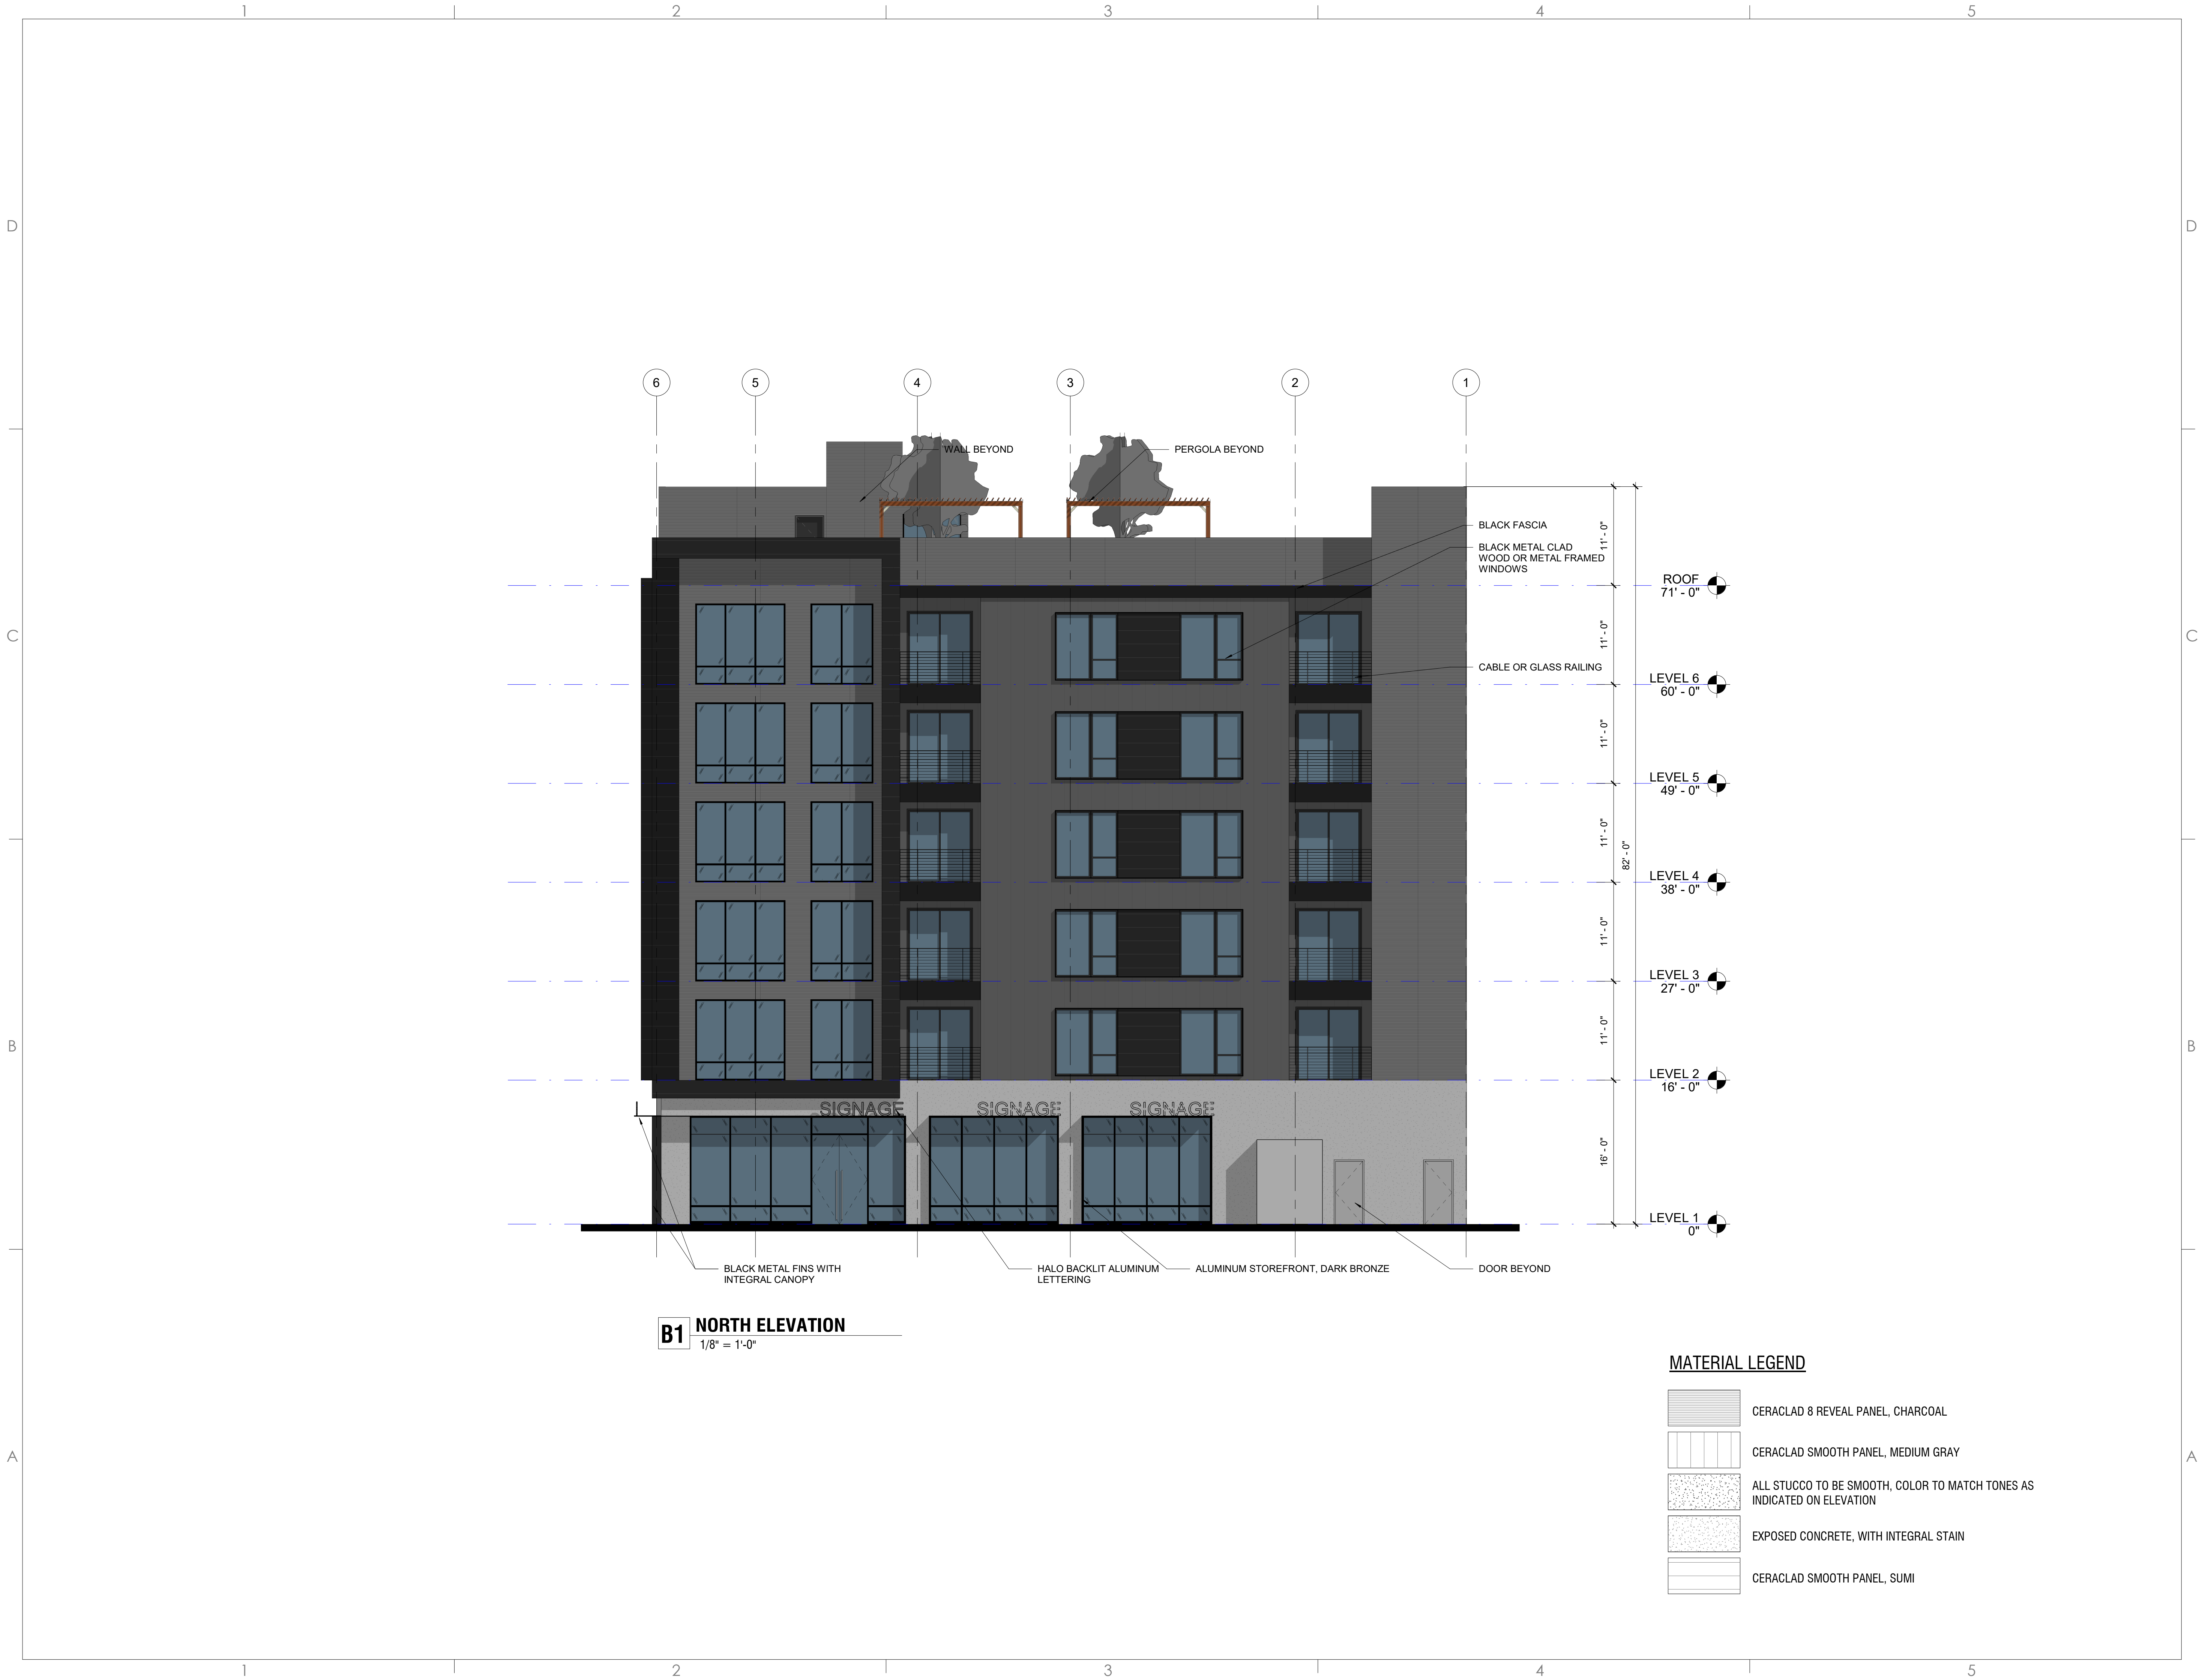 1 2 3 4 5
D D
6 5 4 3 2 1
WALL BEYOND
PERGOLA BEYOND
BLACK FASCIA
BLACK METAL CLAD
WOOD OR METAL FRAMED
WINDOWS
11' - 0"
ROOF
71' - 0"
C C
11' - 0"
CABLE OR GLASS RAILING
LEVEL 6
60' - 0"
11' - 0"
LEVEL 5
49' - 0"
11' - 0"
82' - 0"
LEVEL 4
38' - 0"
11' - 0"
LEVEL 3
27' - 0"
11' - 0"
B B
LEVEL 2
16' - 0"
SIGNAGE SIGNAGE SIGNAGE
16' - 0"
LEVEL 1
0"
BLACK METAL FINS WITH
INTEGRAL CANOPY
HALO BACKLIT ALUMINUM
LETTERING
ALUMINUM STOREFRONT, DARK BRONZE
DOOR BEYOND
B1 NORTH ELEVATION
1/8" = 1'-0"
MATERIAL LEGEND
CERACLAD 8 REVEAL PANEL, CHARCOAL
CERACLAD SMOOTH PANEL, MEDIUM GRAY
A A
ALL STUCCO TO BE SMOOTH, COLOR TO MATCH TONES AS
INDICATED ON ELEVATION
EXPOSED CONCRETE, WITH INTEGRAL STAIN
CERACLAD SMOOTH PANEL, SUMI
1 2 3 4 5